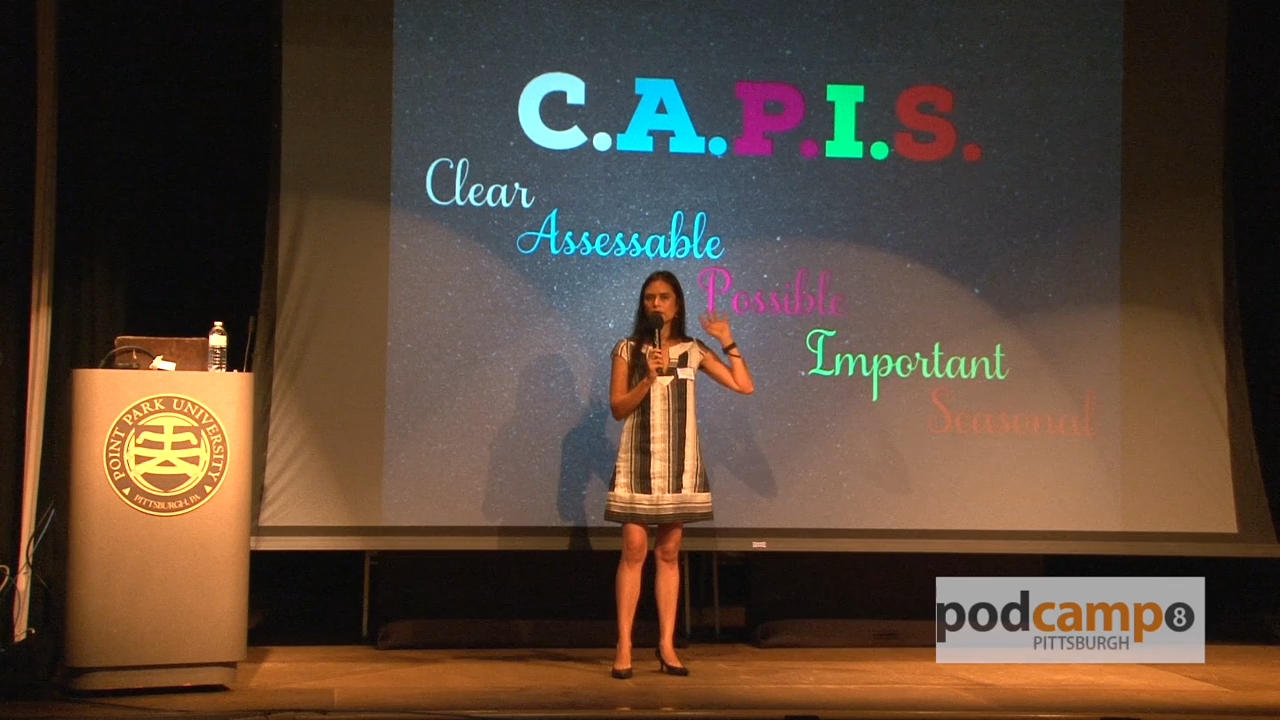 C.A.P.I.S.
Clear
Assessable
Possible
Important
Seasonal
POINT PARK UNIVERSITY
PITTSBURGH, PA
podcamp8
PITTSBURGH